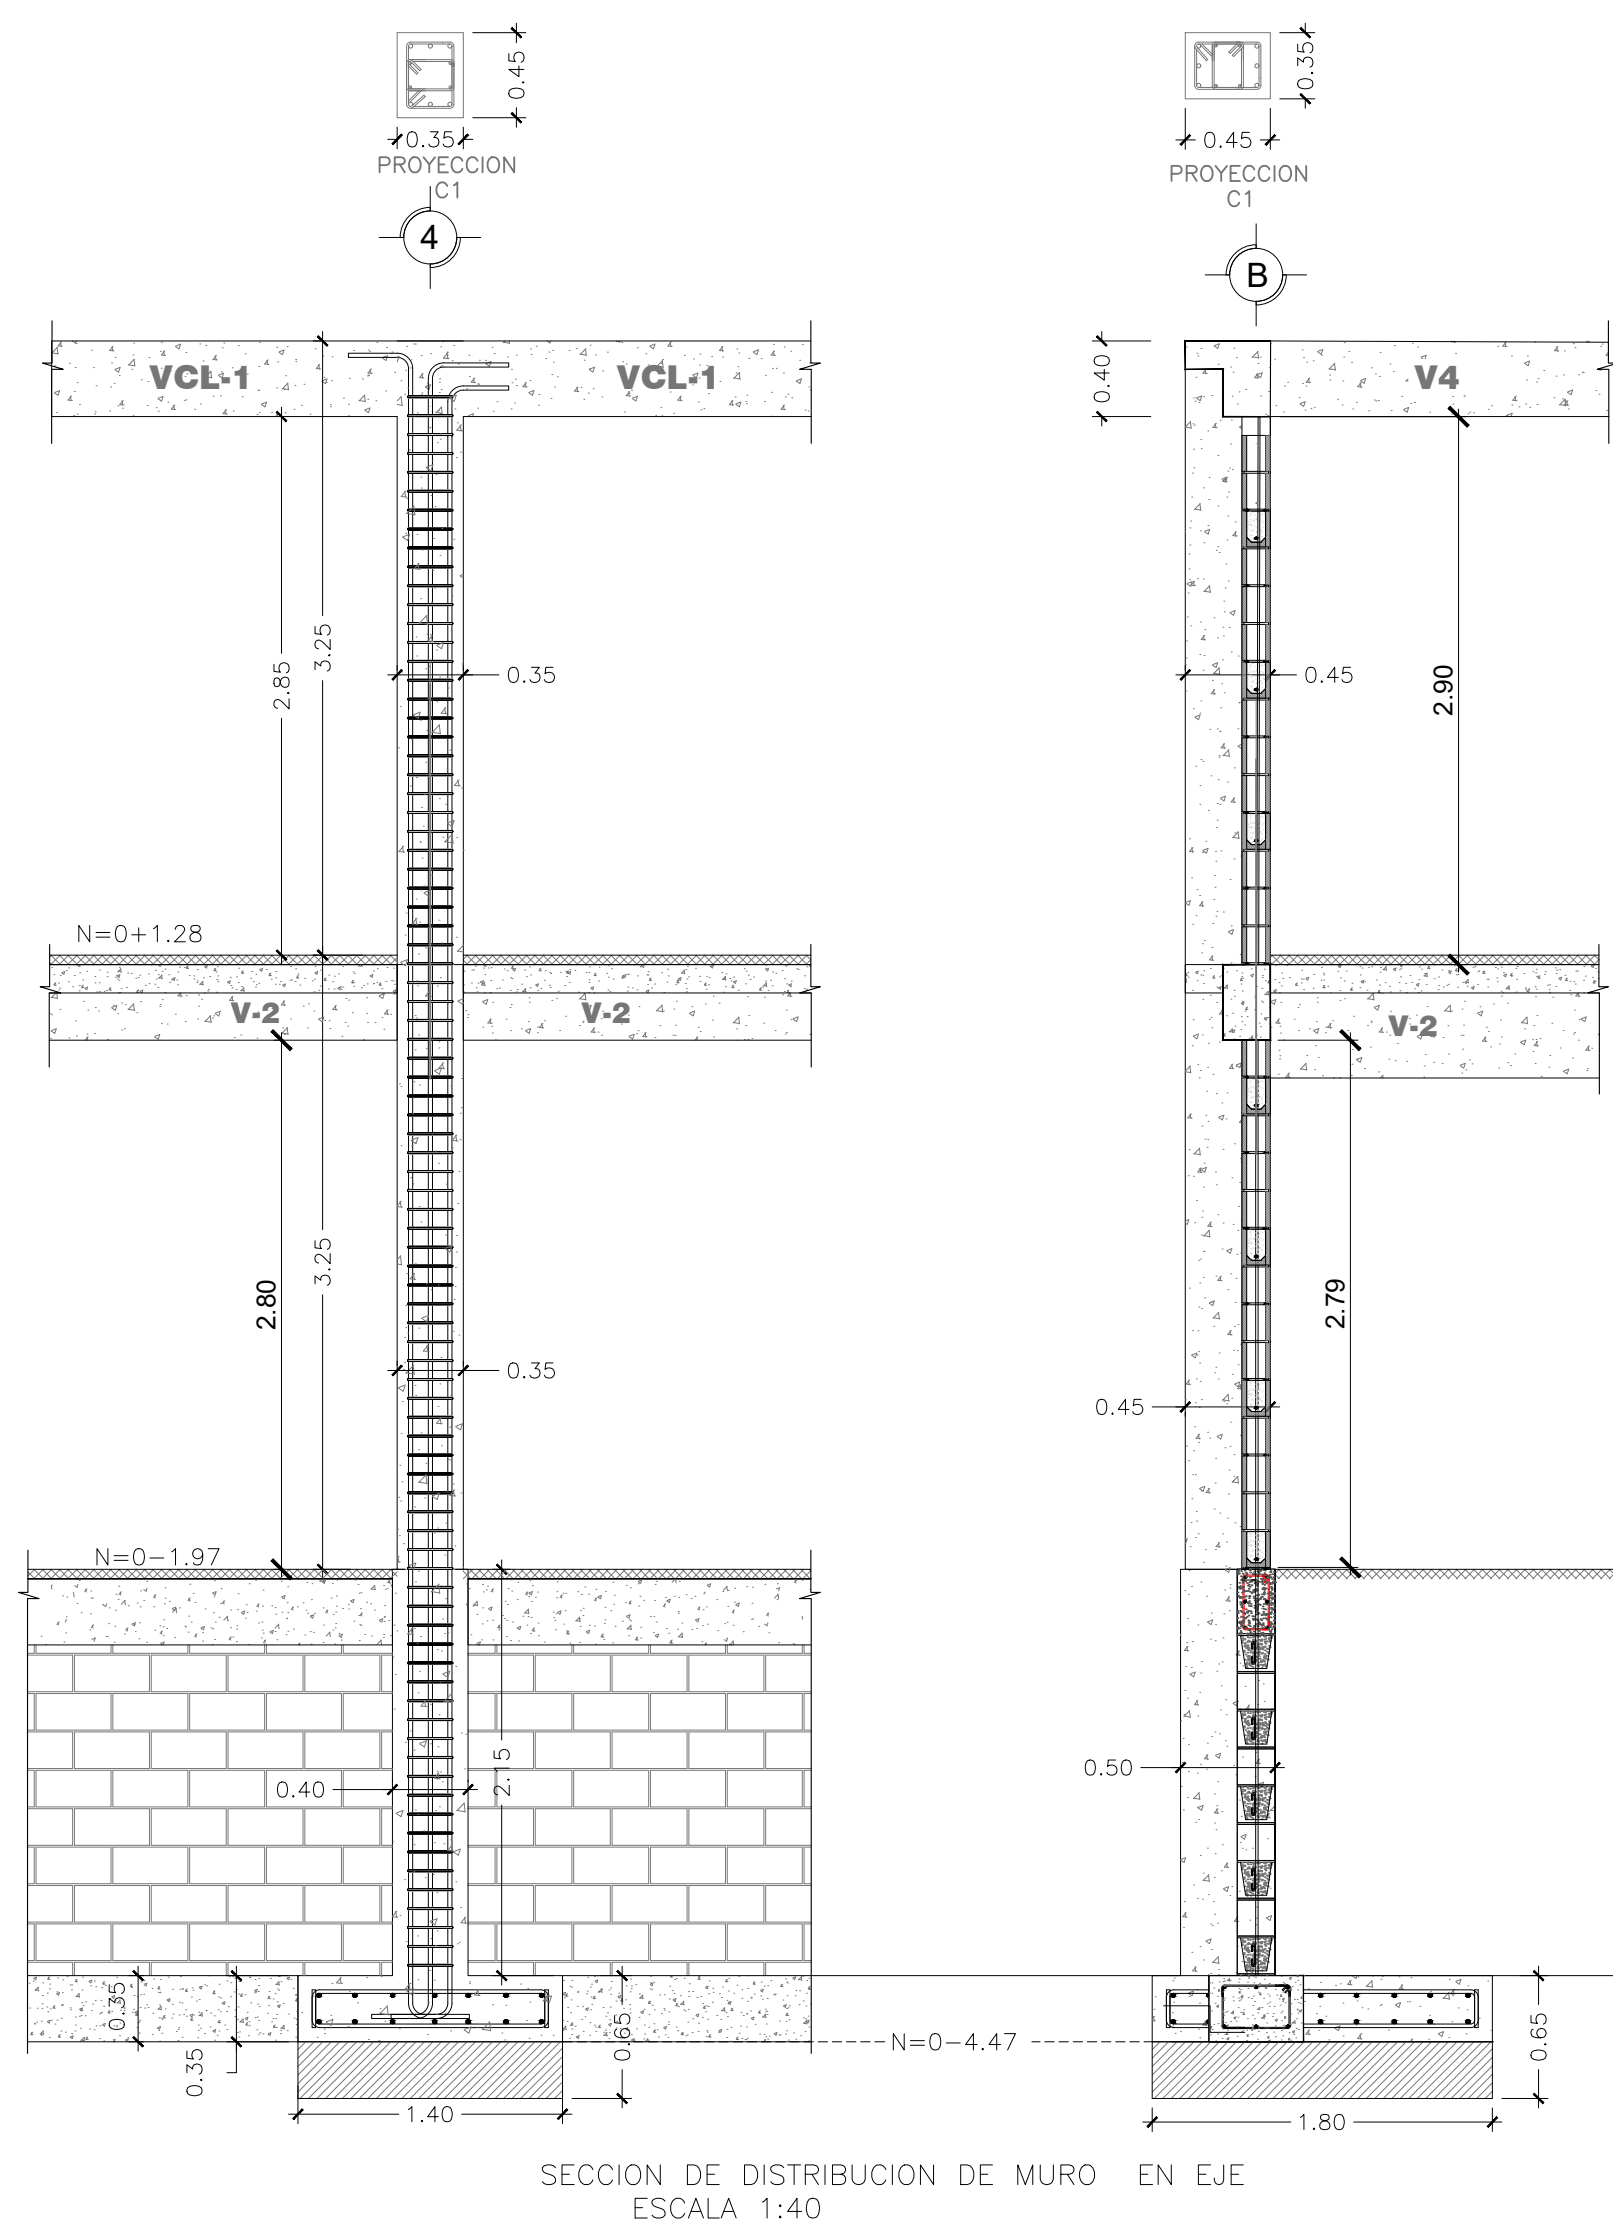 0.45
0.35
0.35
0.45
PROYECCION
C1
PROYECCION
C1
4
B
VCL-1
VCL-1
0.40
V4
3.25
2.85
0.35
0.45
2.90
N=0+1.28
V-2
V-2
V-2
3.25
2.80
2.79
0.35
0.45
N=0-1.97
2.15
0.40
0.50
0.35
0.35
0.65
N=0-4.47
0.65
1.40
1.80
SECCION DE DISTRIBUCION DE MURO EN EJE
ESCALA 1:40